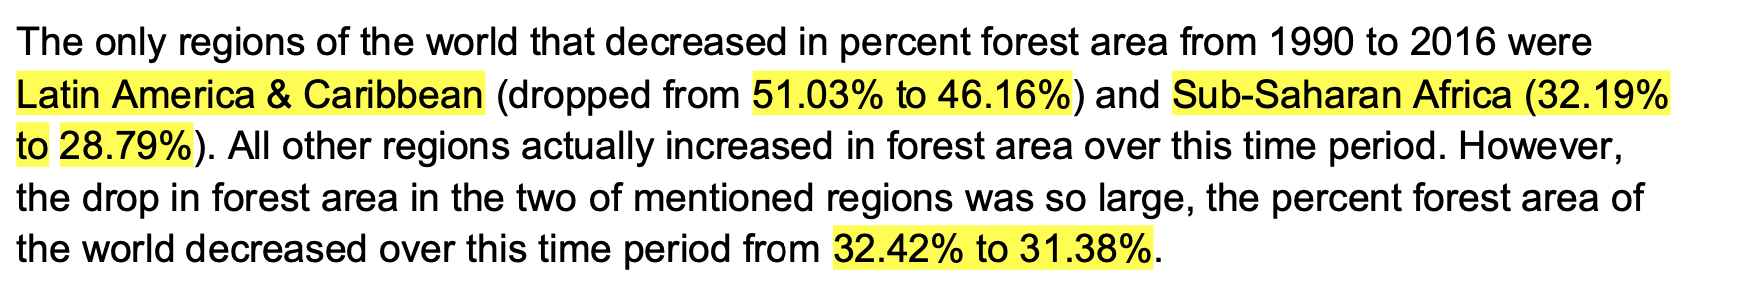 The only regions of the world that decreased in percent forest area from 1990 to 2016 were
Latin America & Caribbean (dropped from 51.03% to 46.16%) and Sub-Saharan Africa (32.19%
to 28.79%). All other regions actually increased in forest area over this time period. However,
the drop in forest area in the two of mentioned regions was so large, the percent forest area of
the world decreased over this time period from 32.42% to 31.38%.